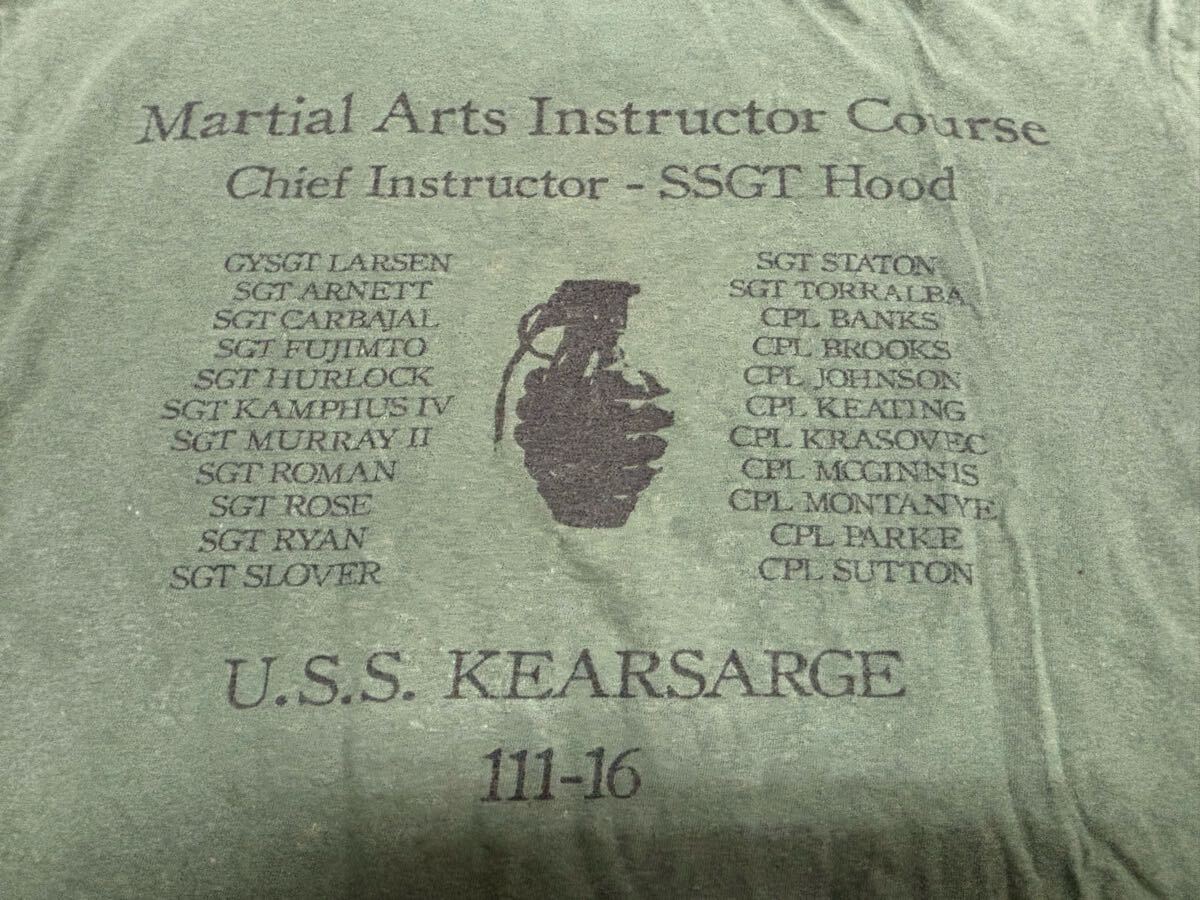 Martial Arts Instructor Course
Chief Instructor - SSGT Hood
GYSGT LARSEN
SGT ARNETT
SGT CARBAJAL
SGT FUJIMTO
SGT HURLOCK
SGT KAMPHUS IV
SGT MURRAY II
SGT ROMAN
SGT ROSE
SGT RYAN
SGT SLOVER
SGT STATON
SGT TORRALBA
CPL BANKS
CPL BROOKS
CPL JOHNSON
CPL KEATING
CPL KRASOVEC
CPL MCGINNIS
CPL MONTANYE
CPL PARKE
CPL SUTTON
U.S.S. KEARSARGE
111-16